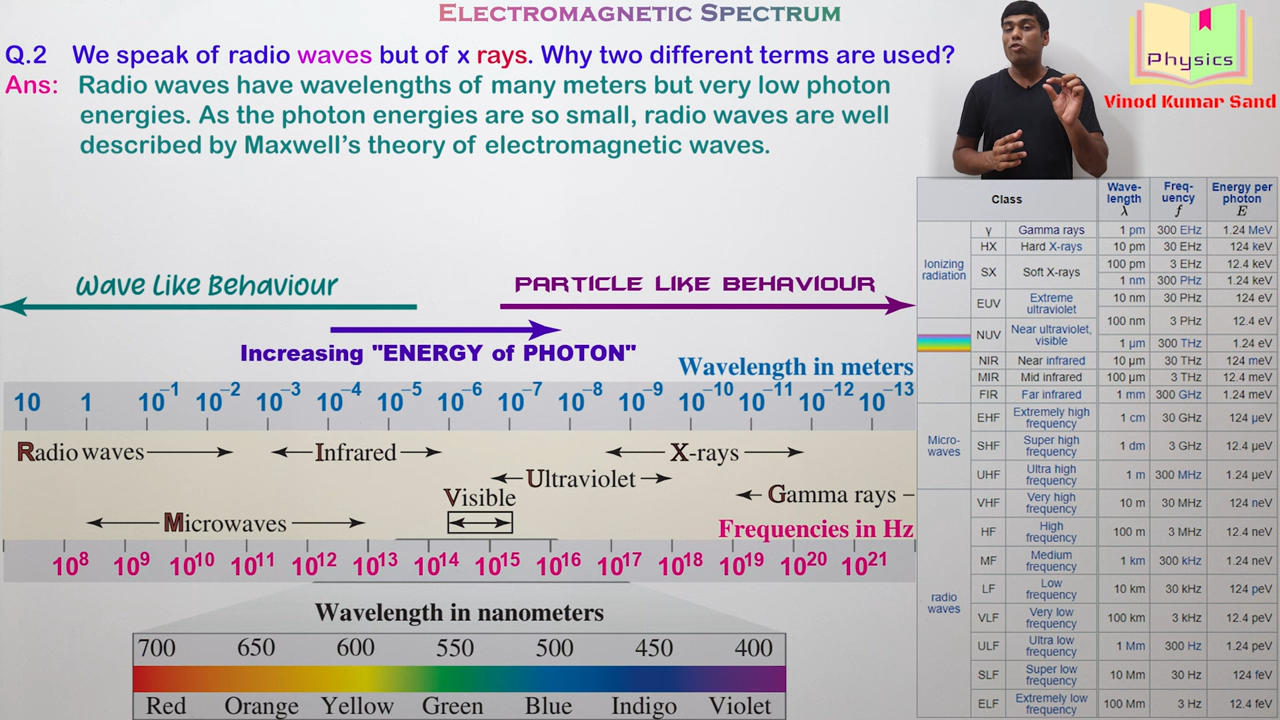 Electromagnetic Spectrum
Physics
Vinod Kumar Sand
Q.2 We speak of radio waves but of x rays. Why two different terms are used?
Ans: Radio waves have wavelengths of many meters but very low photon
energies. As the photon energies are so small, radio waves are well
described by Maxwell's theory of electromagnetic waves.
Wave Like Behaviour
PARTICLE LIKE BEHAVIOUR
Increasing "ENERGY of PHOTON"
Wavelength in meters
10 1 10⁻¹ 10⁻² 10⁻³ 10⁻⁴ 10⁻⁵ 10⁻⁶ 10⁻⁷ 10⁻⁸ 10⁻⁹ 10⁻¹⁰ 10⁻¹¹ 10⁻¹² 10⁻¹³
Radio waves Infrared X-rays
Ultraviolet
Visible Gamma rays
Microwaves
Frequencies in Hz
10⁸ 10⁹ 10¹⁰ 10¹¹ 10¹² 10¹³ 10¹⁴ 10¹⁵ 10¹⁶ 10¹⁷ 10¹⁸ 10¹⁹ 10²⁰ 10²¹
Wavelength in nanometers
700 650 600 550 500 450 400
Red Orange Yellow Green Blue Indigo Violet
Class
Wave-
length
λ
Freq-
uency
f
Energy per
photon
E
Ionizing
radiation
γ Gamma rays 1 pm 300 EHz 1.24 MeV
HX Hard X-rays 10 pm 30 EHz 124 keV
SX Soft X-rays 100 pm 3 EHz 12.4 keV
1 nm 300 PHz 1.24 keV
EUV Extreme
ultraviolet
10 nm 30 PHz 124 eV
100 nm 3 PHz 12.4 eV
NUV Near ultraviolet,
visible
1 μm 300 THz 1.24 eV
NIR Near infrared 10 μm 30 THz 124 meV
MIR Mid infrared 100 μm 3 THz 12.4 meV
FIR Far infrared 1 mm 300 GHz 1.24 meV
Micro-
waves
EHF Extremely high
frequency
1 cm 30 GHz 124 μeV
SHF Super high
frequency
1 dm 3 GHz 12.4 μeV
UHF Ultra high
frequency
1 m 300 MHz 1.24 μeV
radio
waves
VHF Very high
frequency
10 m 30 MHz 124 neV
HF High
frequency
100 m 3 MHz 12.4 neV
MF Medium
frequency
1 km 300 kHz 1.24 neV
LF Low
frequency
10 km 30 kHz 124 peV
VLF Very low
frequency
100 km 3 kHz 12.4 peV
ULF Ultra low
frequency
1 Mm 300 Hz 1.24 peV
SLF Super low
frequency
10 Mm 30 Hz 124 feV
ELF Extremely low
frequency
100 Mm 3 Hz 12.4 feV